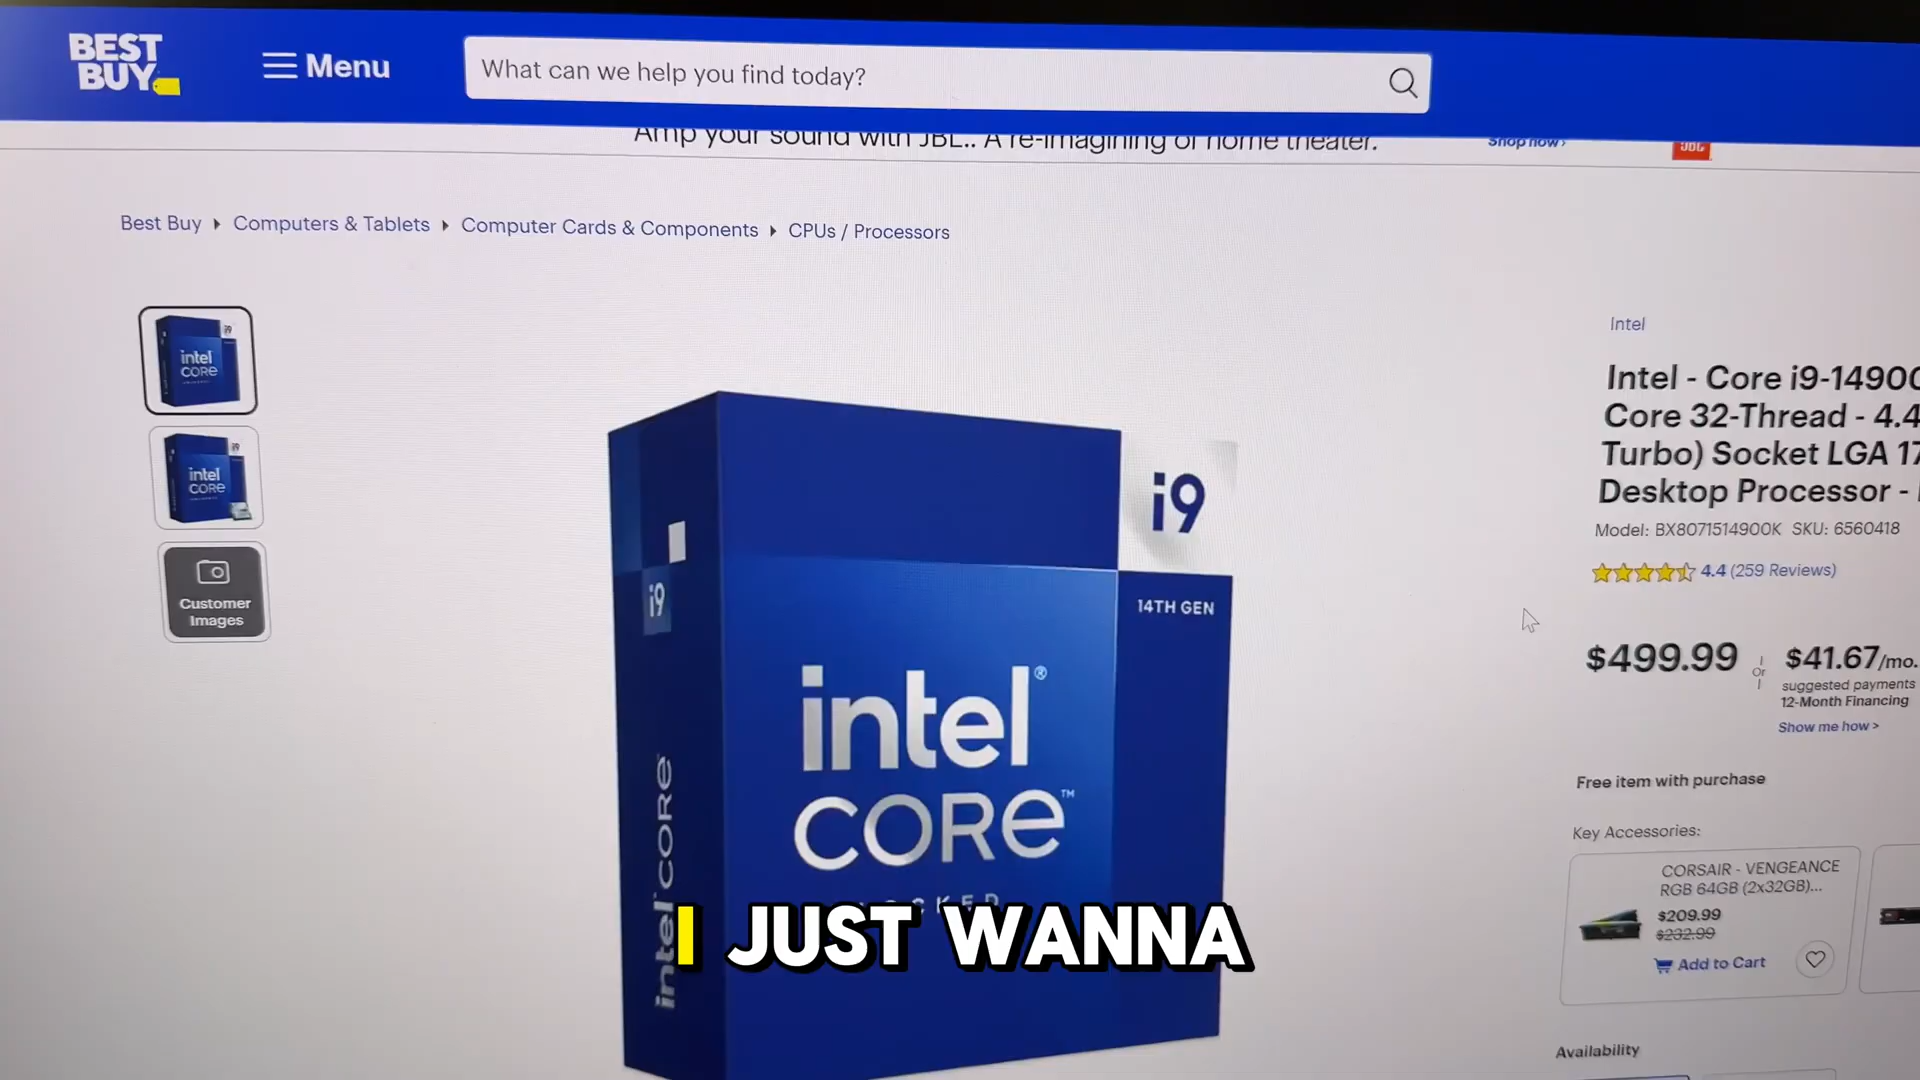 BEST
BUY
Menu
What can we help you find today?
Amp your sound with JBL.. A re-imagining of home theater.
Shop now ›
JBL
Best Buy
Computers & Tablets
Computer Cards & Components
CPUs / Processors
i9
intel
CORE
i9
intel
CORE
Customer
Images
i9
i9
14TH GEN
intel®
CORE™
intel CORE
Intel
Intel - Core i9-14900
Core 32-Thread - 4.4
Turbo) Socket LGA 17
Desktop Processor -
Model: BX8071514900K SKU: 6560418
4.4 (259 Reviews)
$499.99
Or
$41.67/mo.
suggested payments
12-Month Financing
Show me how >
Free item with purchase
Key Accessories:
CORSAIR - VENGEANCE
RGB 64GB (2x32GB)...
$209.99
$232.99
Add to Cart
Availability
I JUST WANNA